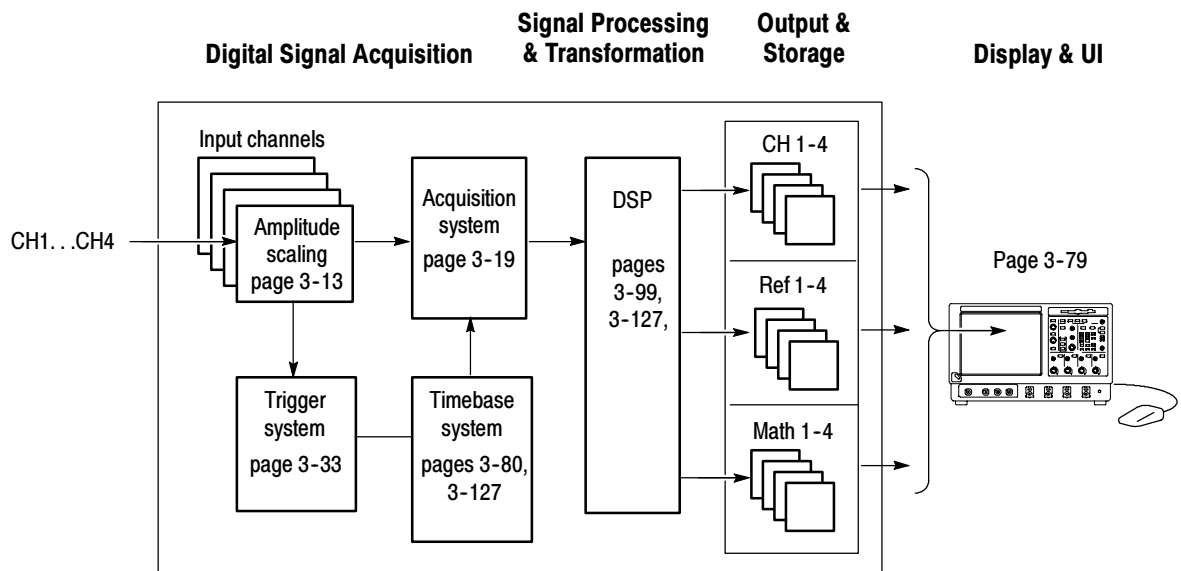 Digital Signal Acquisition
Signal Processing
& Transformation
Output &
Storage
Display & UI
Input channels
CH1. . .CH4
Amplitude
scaling
page 3-13
Acquisition
system
page 3-19
Trigger
system
page 3-33
Timebase
system
pages 3-80,
3-127
DSP
pages
3-99,
3-127,
CH 1-4
Ref 1-4
Math 1-4
Page 3-79